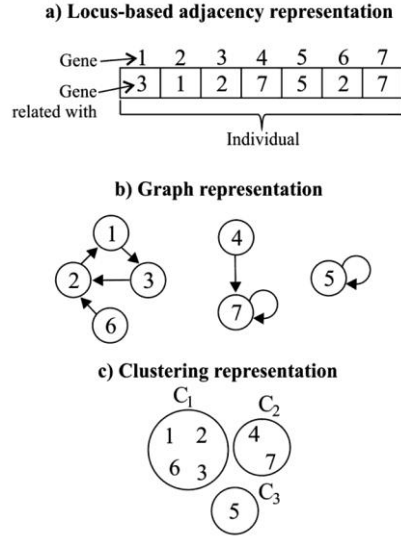 a) Locus-based adjacency representation
Gene 1 2 3 4 5 6 7
Gene 3 1 2 7 5 2 7
related with
Individual
b) Graph representation
1 4
2 3 5
6 7
c) Clustering representation
C1 C2
1 2 4
6 3 7
C3
5